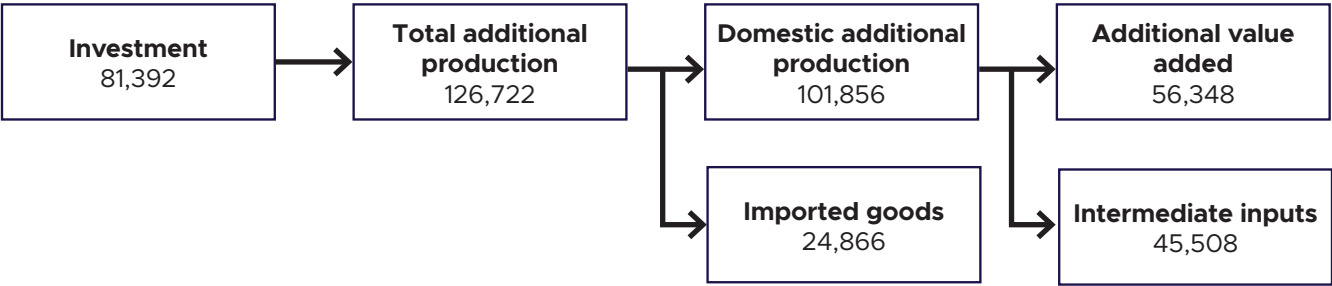 Investment
81,392
Total additional
production
126,722
Domestic additional
production
101,856
Additional value
added
56,348
Imported goods
24,866
Intermediate inputs
45,508